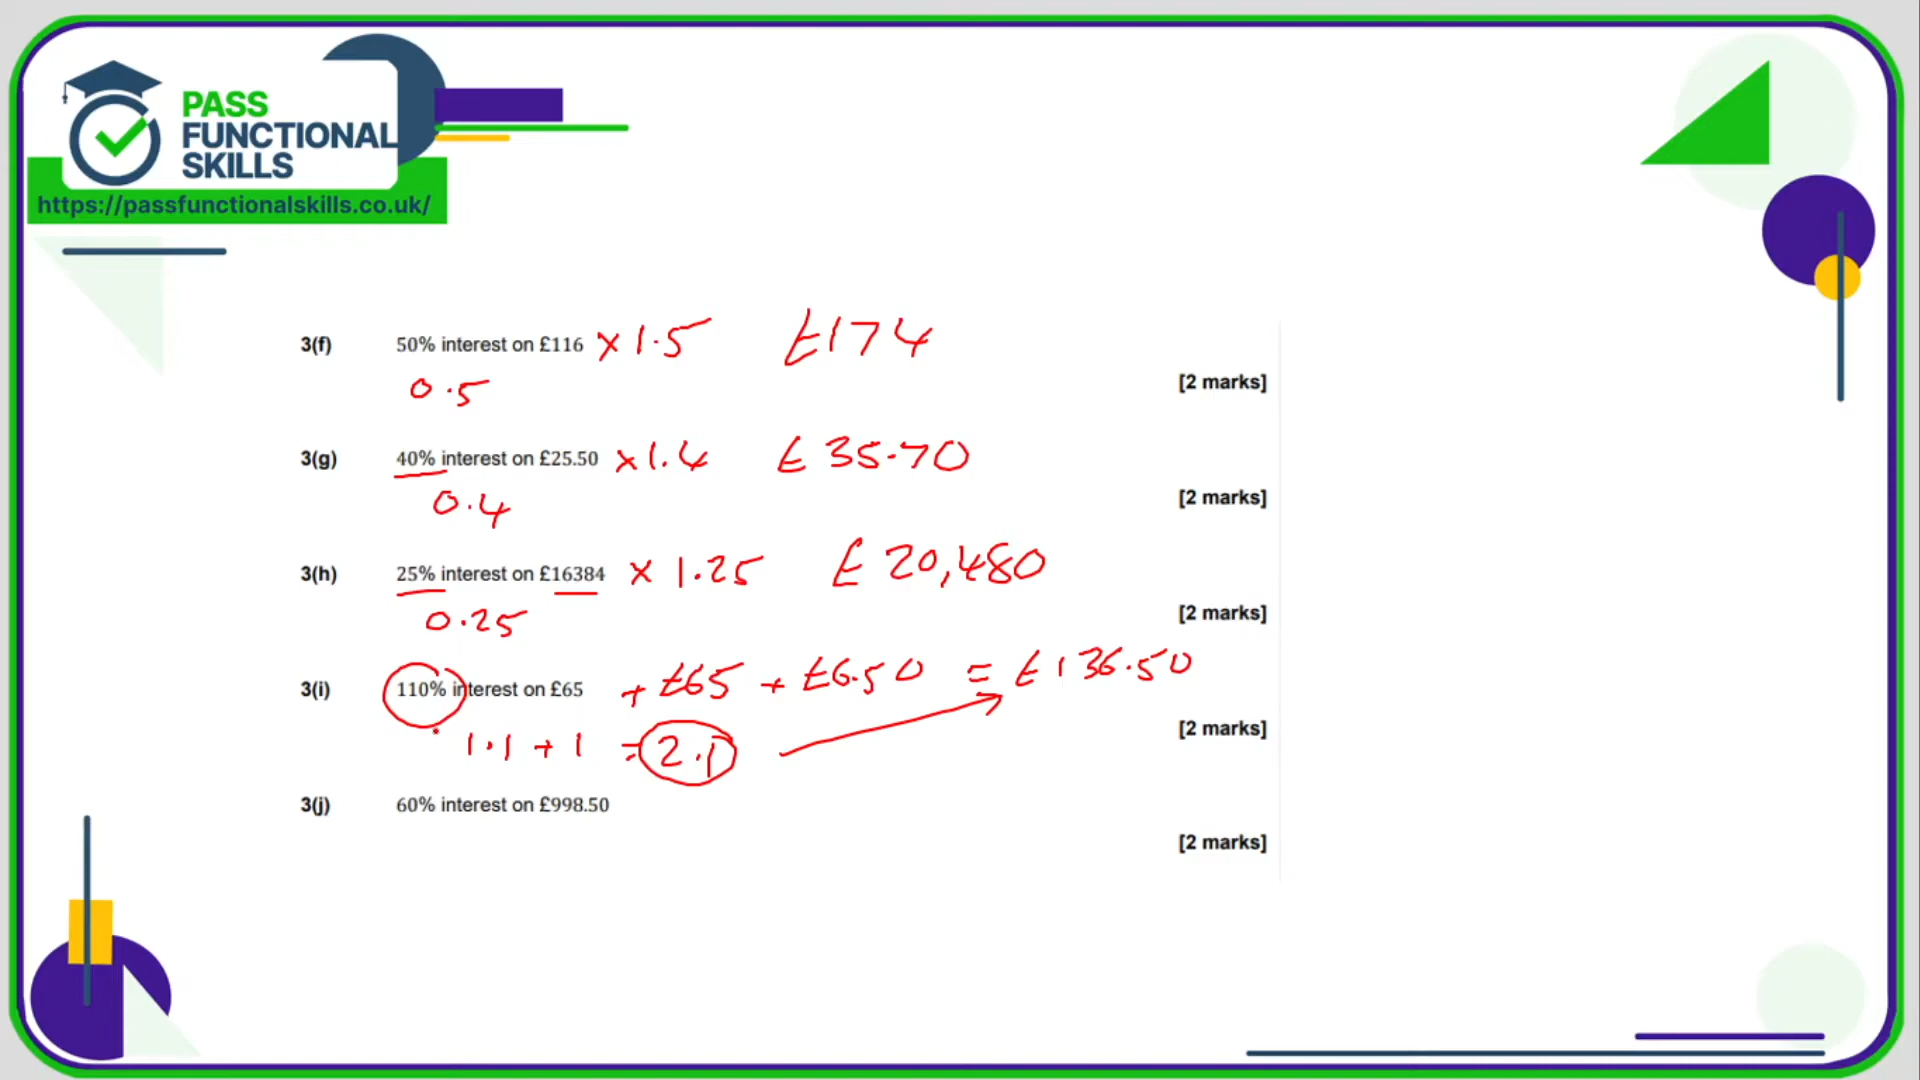 PASS
FUNCTIONAL
SKILLS
https://passfunctionalskills.co.uk/
3(f) 50% interest on £116 × 1.5 £174
0.5
[2 marks]
3(g) 40% interest on £25.50 × 1.4 £35.70
[2 marks]
0.4
3(h) 25% interest on £16384 × 1.25 £20,480
[2 marks]
0.25
3(i) 110% interest on £65 + £65 + £6.50 = £136.50
[2 marks]
1.1 + 1 = 2.1
3(j) 60% interest on £998.50
[2 marks]